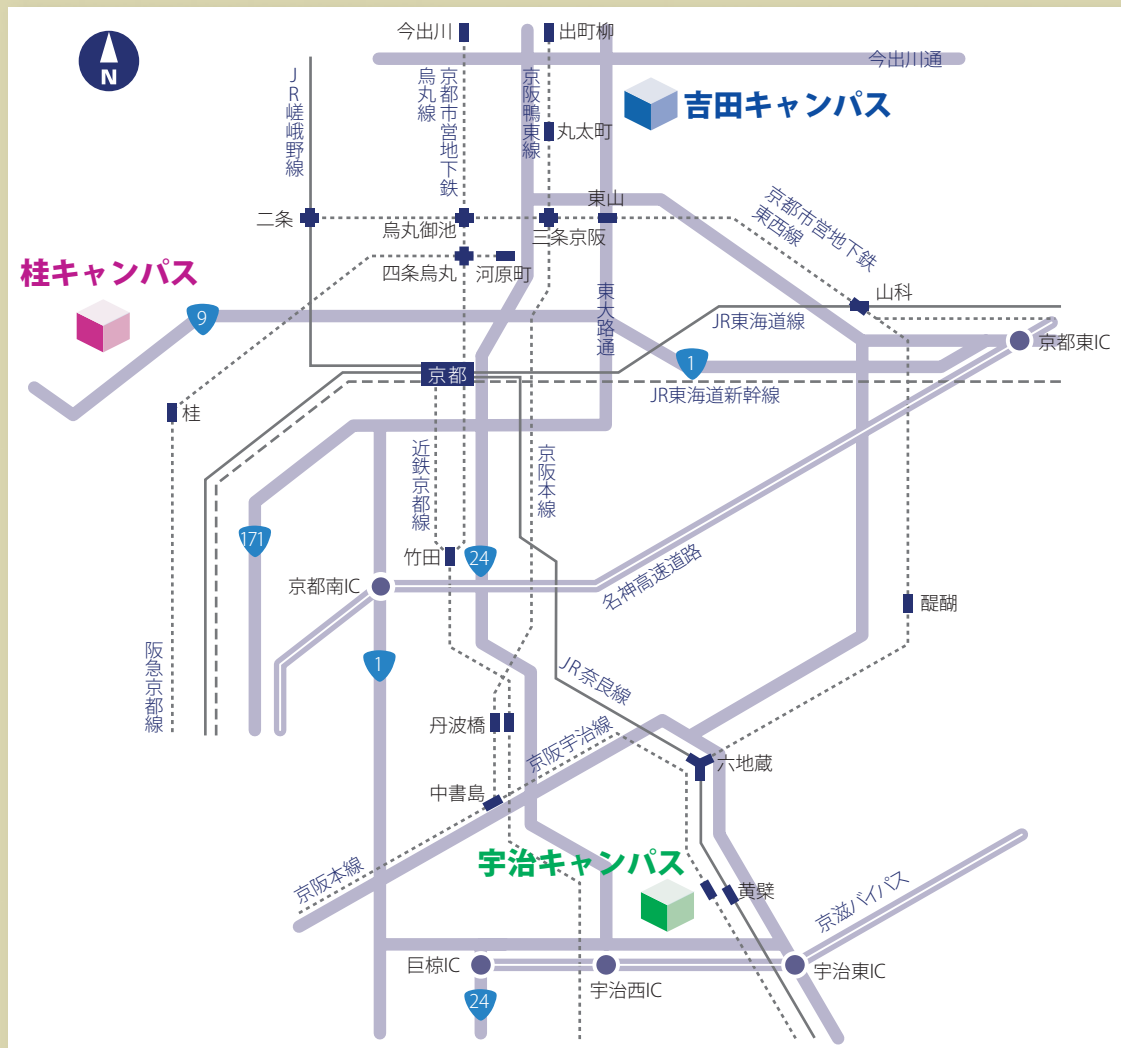 今出川
出町柳
今出川通
N
JR嵯峨野線
京都市営地下鉄
烏丸線
京阪鴨東線
吉田キャンパス
丸太町
東山
京都市営地下鉄
東西線
二条
烏丸御池
三条京阪
四条烏丸
河原町
桂キャンパス
9
東大路通
山科
JR東海道線
京都東IC
1
京都
JR東海道新幹線
桂
近鉄京都線
京阪本線
171
竹田
24
名神高速道路
京都南IC
醍醐
1
阪急京都線
JR奈良線
丹波橋
京阪宇治線
六地蔵
中書島
宇治キャンパス
京阪本線
黄檗
京滋バイパス
巨椋IC
宇治西IC
宇治東IC
24